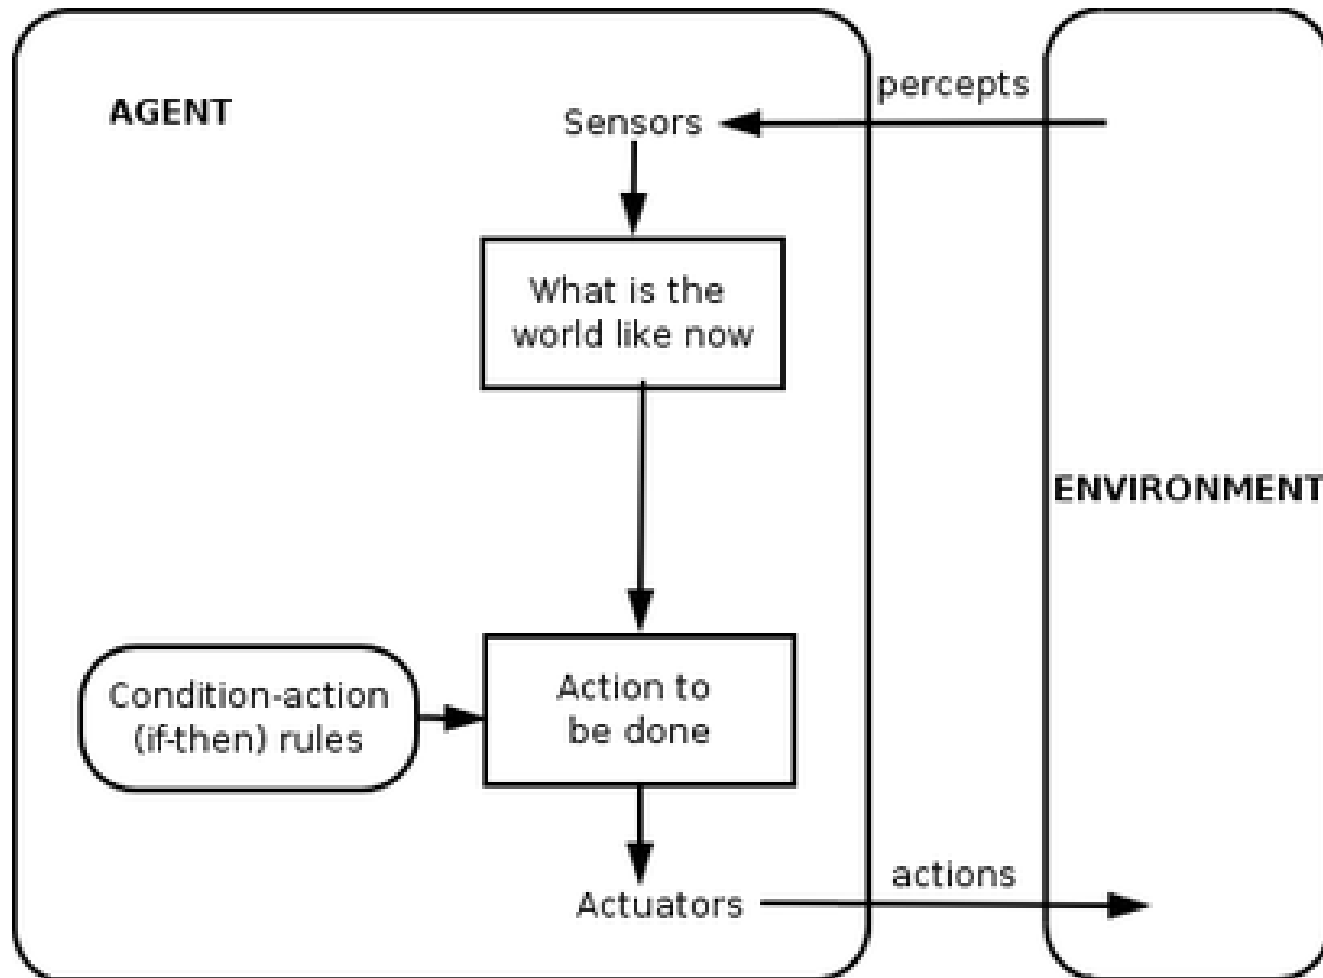 AGENT
percepts
Sensors
What is the
world like now
ENVIRONMENT
Condition-action
(if-then) rules
Action to
be done
actions
Actuators